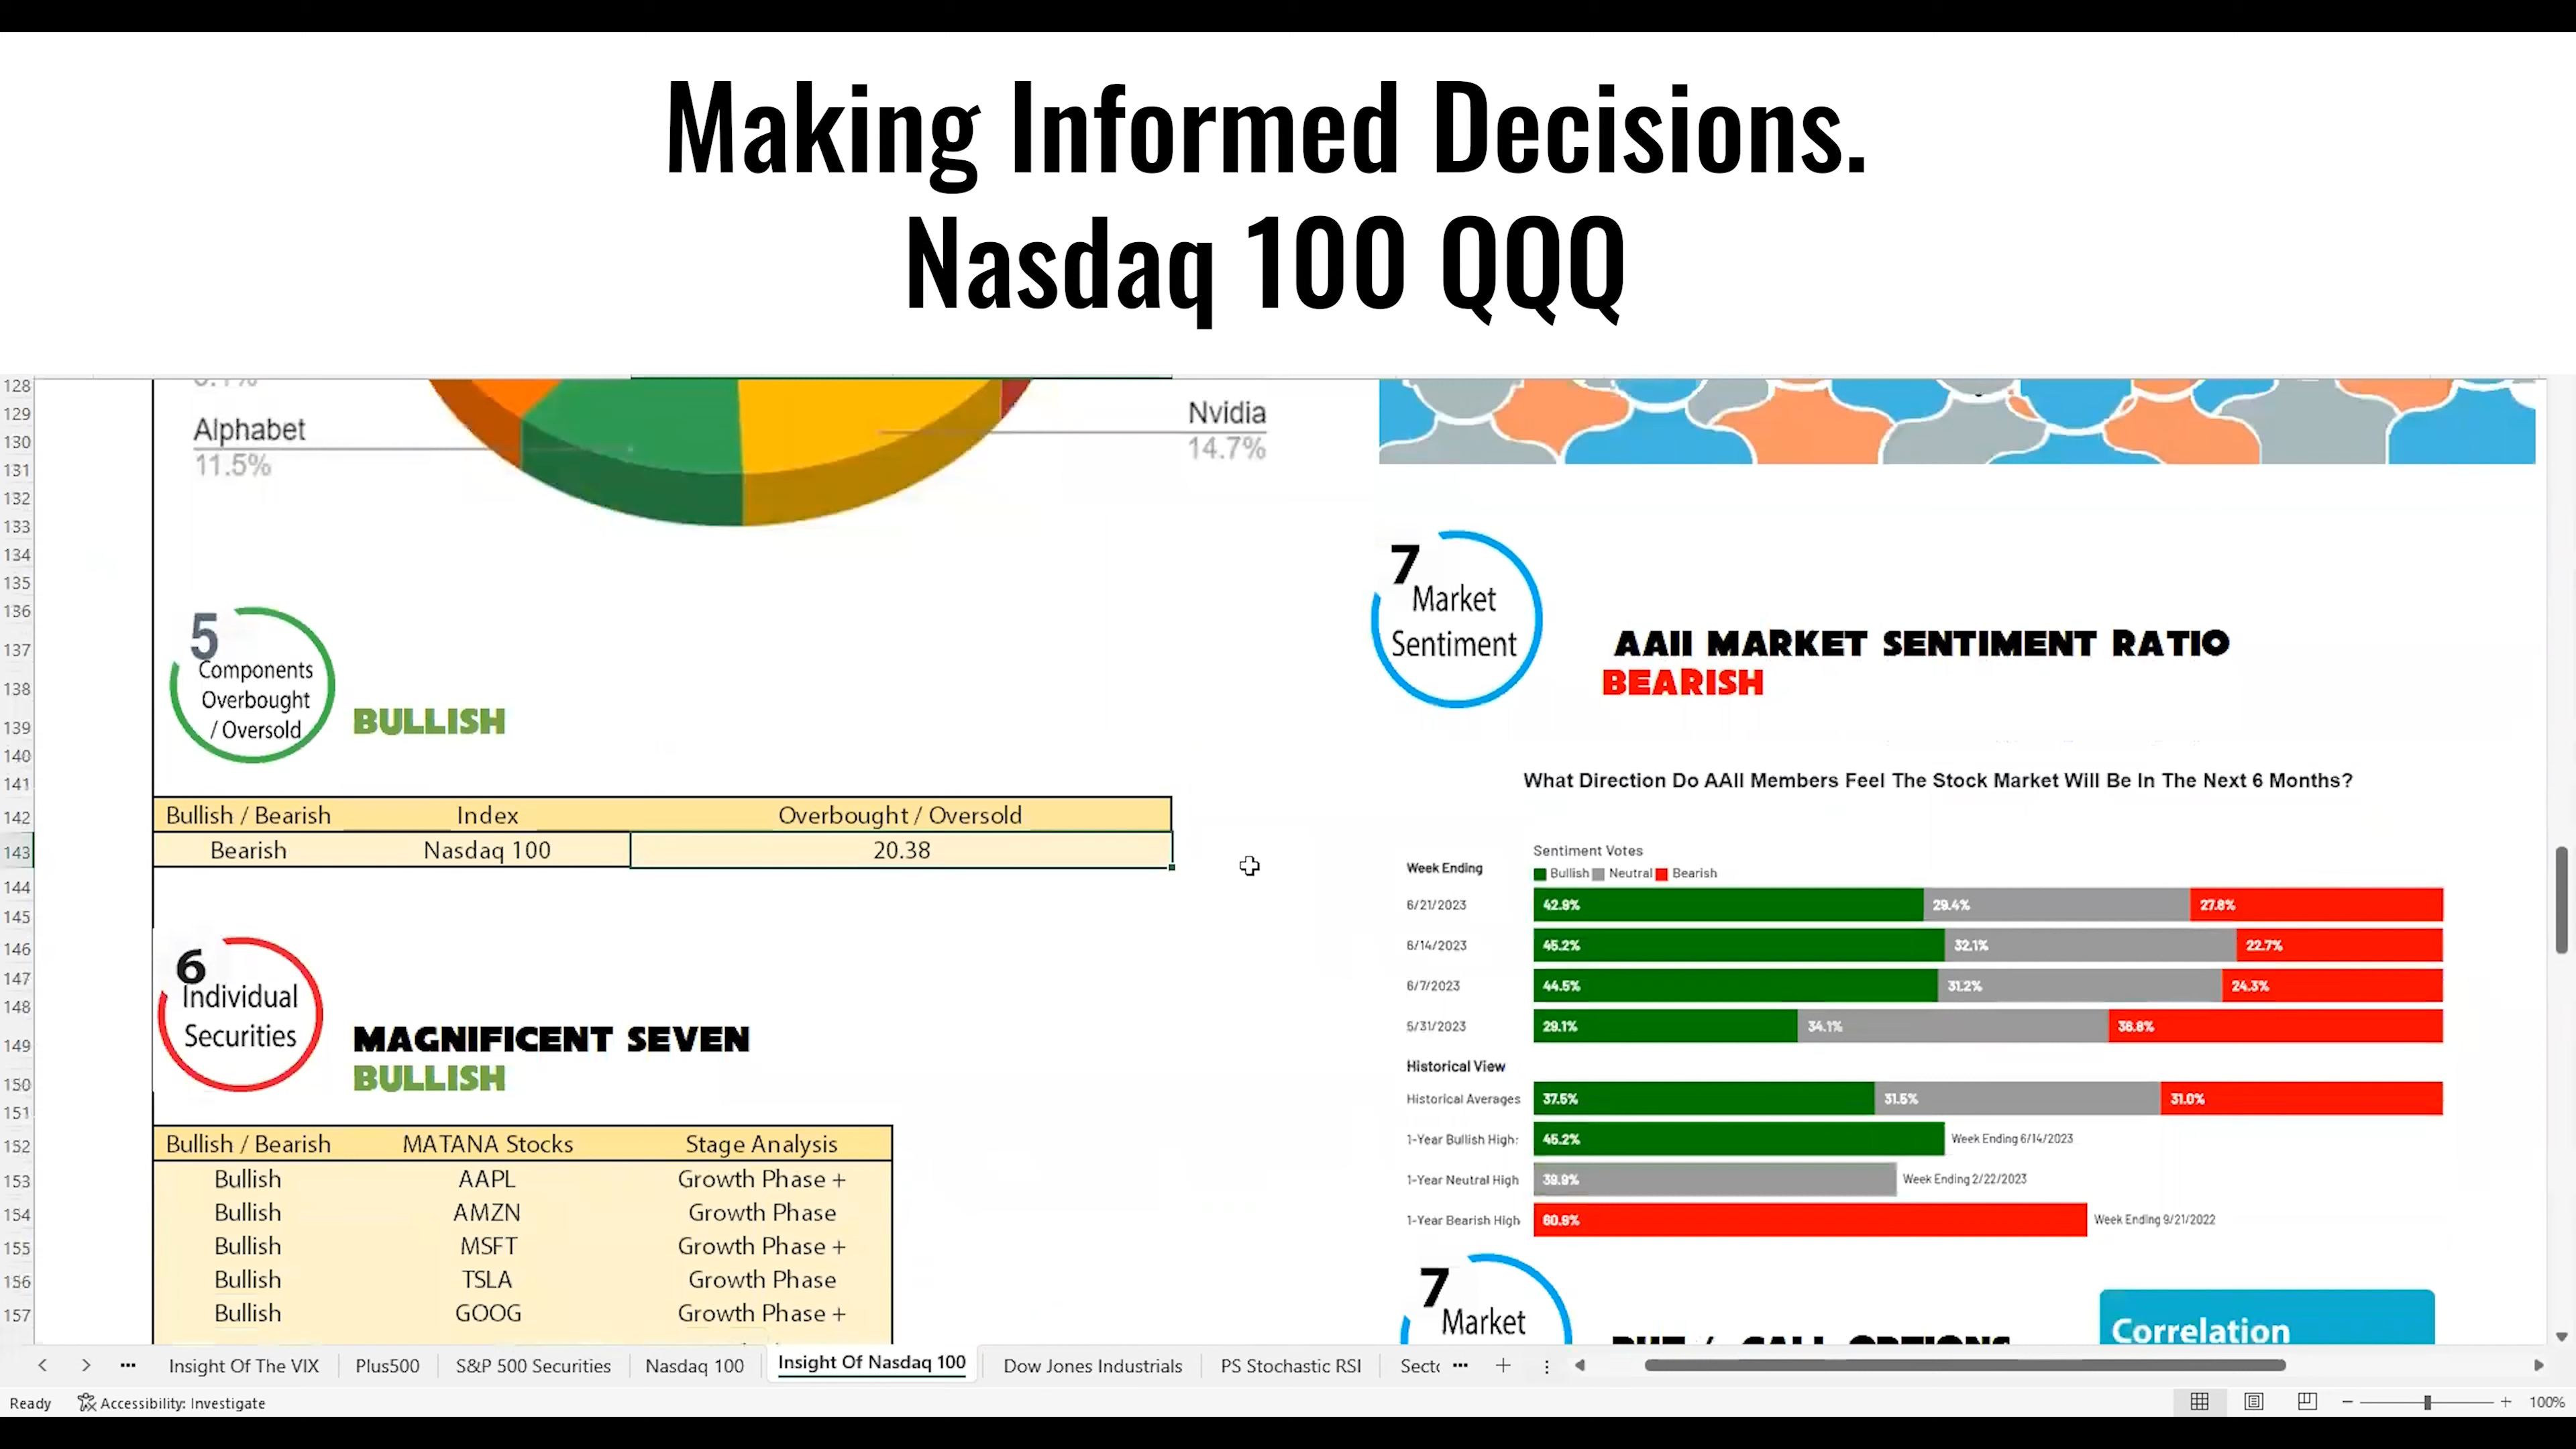 Making Informed Decisions.
Nasdaq 100 QQQ
128
129
130
131
132
133
134
135
136
137
138
139
140
141
142
143
144
145
146
147
148
149
150
151
152
153
154
155
156
157
Alphabet
11.5%
Nvidia
14.7%
5
Components
Overbought
/ Oversold
BULLISH
Bullish / Bearish Index Overbought / Oversold
Bearish Nasdaq 100 20.38
6
Individual
Securities
MAGNIFICENT SEVEN
BULLISH
Bullish / Bearish MATANA Stocks Stage Analysis
Bullish AAPL Growth Phase +
Bullish AMZN Growth Phase
Bullish MSFT Growth Phase +
Bullish TSLA Growth Phase
Bullish GOOG Growth Phase +
7
Market
Sentiment
AAII MARKET SENTIMENT RATIO
BEARISH
What Direction Do AAII Members Feel The Stock Market Will Be In The Next 6 Months?
Sentiment Votes
Week Ending
Bullish Neutral Bearish
6/21/2023 42.9% 29.4% 27.8%
6/14/2023 45.2% 32.1% 22.7%
6/7/2023 44.5% 31.2% 24.3%
5/31/2023 29.1% 34.1% 36.8%
Historical View
Historical Averages 37.5% 31.5% 31.0%
1-Year Bullish High: 45.2% Week Ending 6/14/2023
1-Year Neutral High 39.9% Week Ending 2/22/2023
1-Year Bearish High 60.9% Week Ending 9/21/2022
7
Market
Correlation
Insight Of The VIX Plus500 S&P 500 Securities Nasdaq 100 Insight Of Nasdaq 100 Dow Jones Industrials PS Stochastic RSI Secto
Ready Accessibility: Investigate 100%